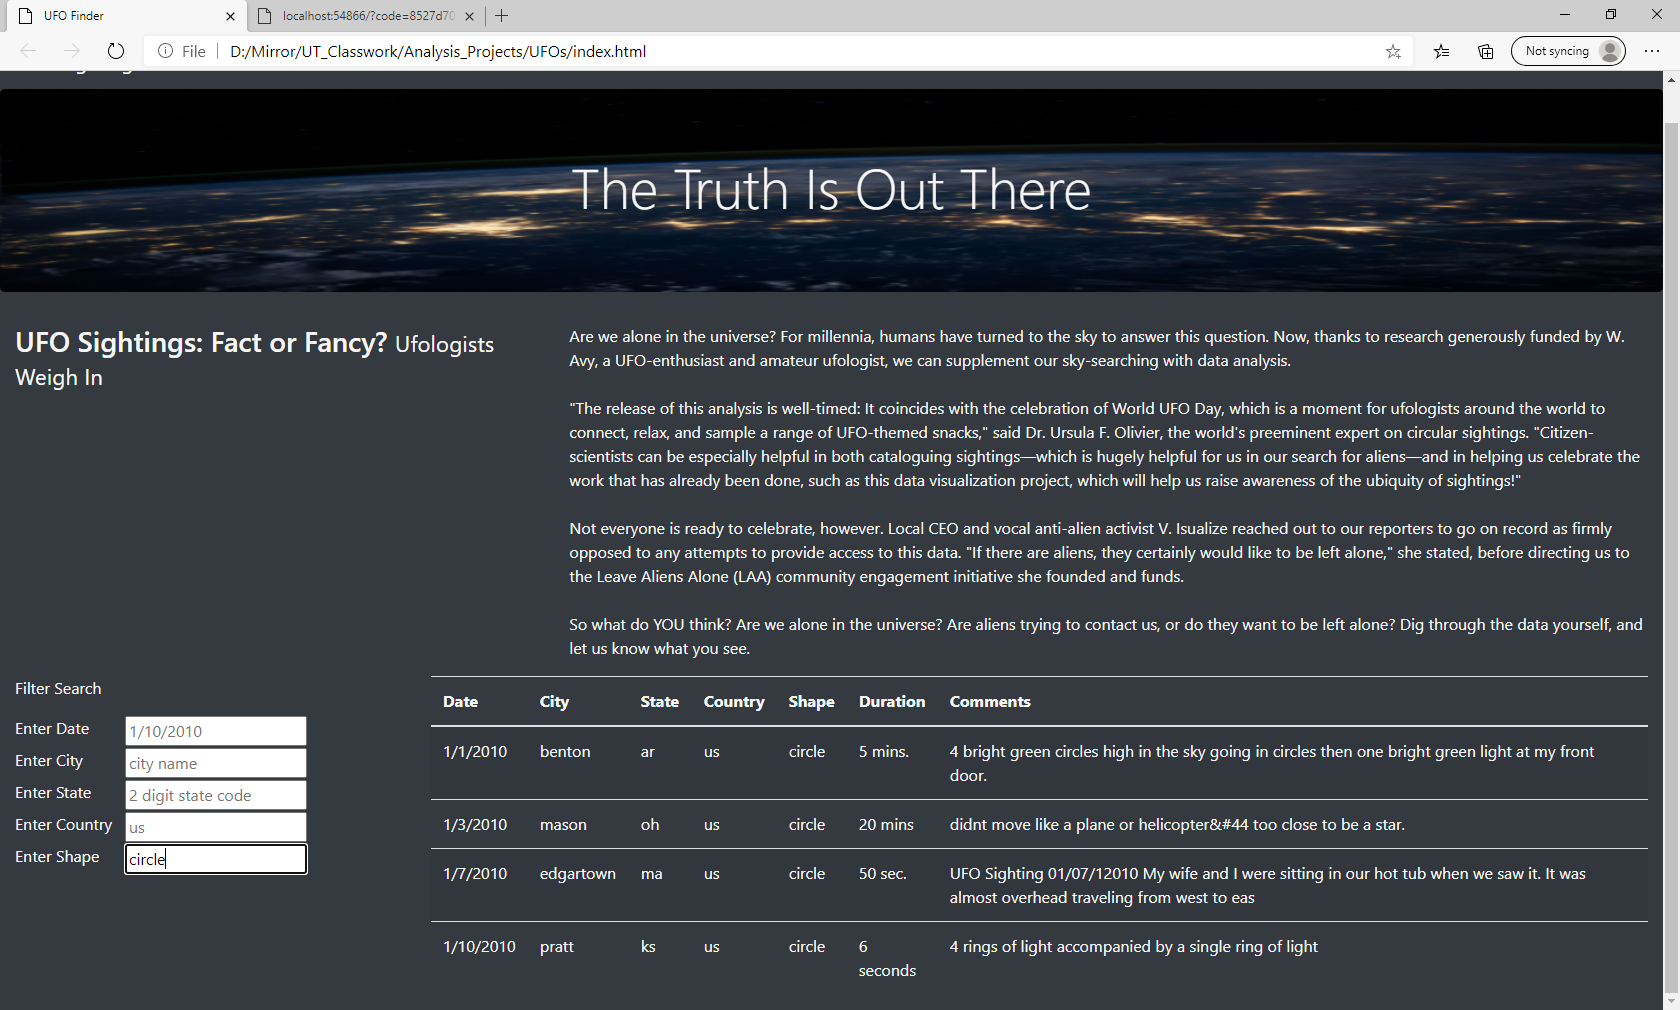 UFO Finder
localhost:54866/?code=8527d70
File
D:/Mirror/UT_Classwork/Analysis_Projects/UFOs/index.html
Not syncing
The Truth Is Out There
UFO Sightings: Fact or Fancy? Ufologists
Weigh In
Are we alone in the universe? For millennia, humans have turned to the sky to answer this question. Now, thanks to research generously funded by W.
Avy, a UFO-enthusiast and amateur ufologist, we can supplement our sky-searching with data analysis.
"The release of this analysis is well-timed: It coincides with the celebration of World UFO Day, which is a moment for ufologists around the world to
connect, relax, and sample a range of UFO-themed snacks," said Dr. Ursula F. Olivier, the world's preeminent expert on circular sightings. "Citizen-
scientists can be especially helpful in both cataloguing sightings—which is hugely helpful for us in our search for aliens—and in helping us celebrate the
work that has already been done, such as this data visualization project, which will help us raise awareness of the ubiquity of sightings!"
Not everyone is ready to celebrate, however. Local CEO and vocal anti-alien activist V. Isualize reached out to our reporters to go on record as firmly
opposed to any attempts to provide access to this data. "If there are aliens, they certainly would like to be left alone," she stated, before directing us to
the Leave Aliens Alone (LAA) community engagement initiative she founded and funds.
So what do YOU think? Are we alone in the universe? Are aliens trying to contact us, or do they want to be left alone? Dig through the data yourself, and
let us know what you see.
Filter Search
Enter Date 1/10/2010
Enter City city name
Enter State 2 digit state code
Enter Country us
Enter Shape circle
Date City State Country Shape Duration Comments
1/1/2010 benton ar us circle 5 mins. 4 bright green circles high in the sky going in circles then one bright green light at my front
door.
1/3/2010 mason oh us circle 20 mins didnt move like a plane or helicopter&#44 too close to be a star.
1/7/2010 edgartown ma us circle 50 sec. UFO Sighting 01/07/12010 My wife and I were sitting in our hot tub when we saw it. It was
almost overhead traveling from west to eas
1/10/2010 pratt ks us circle 6 4 rings of light accompanied by a single ring of light
seconds